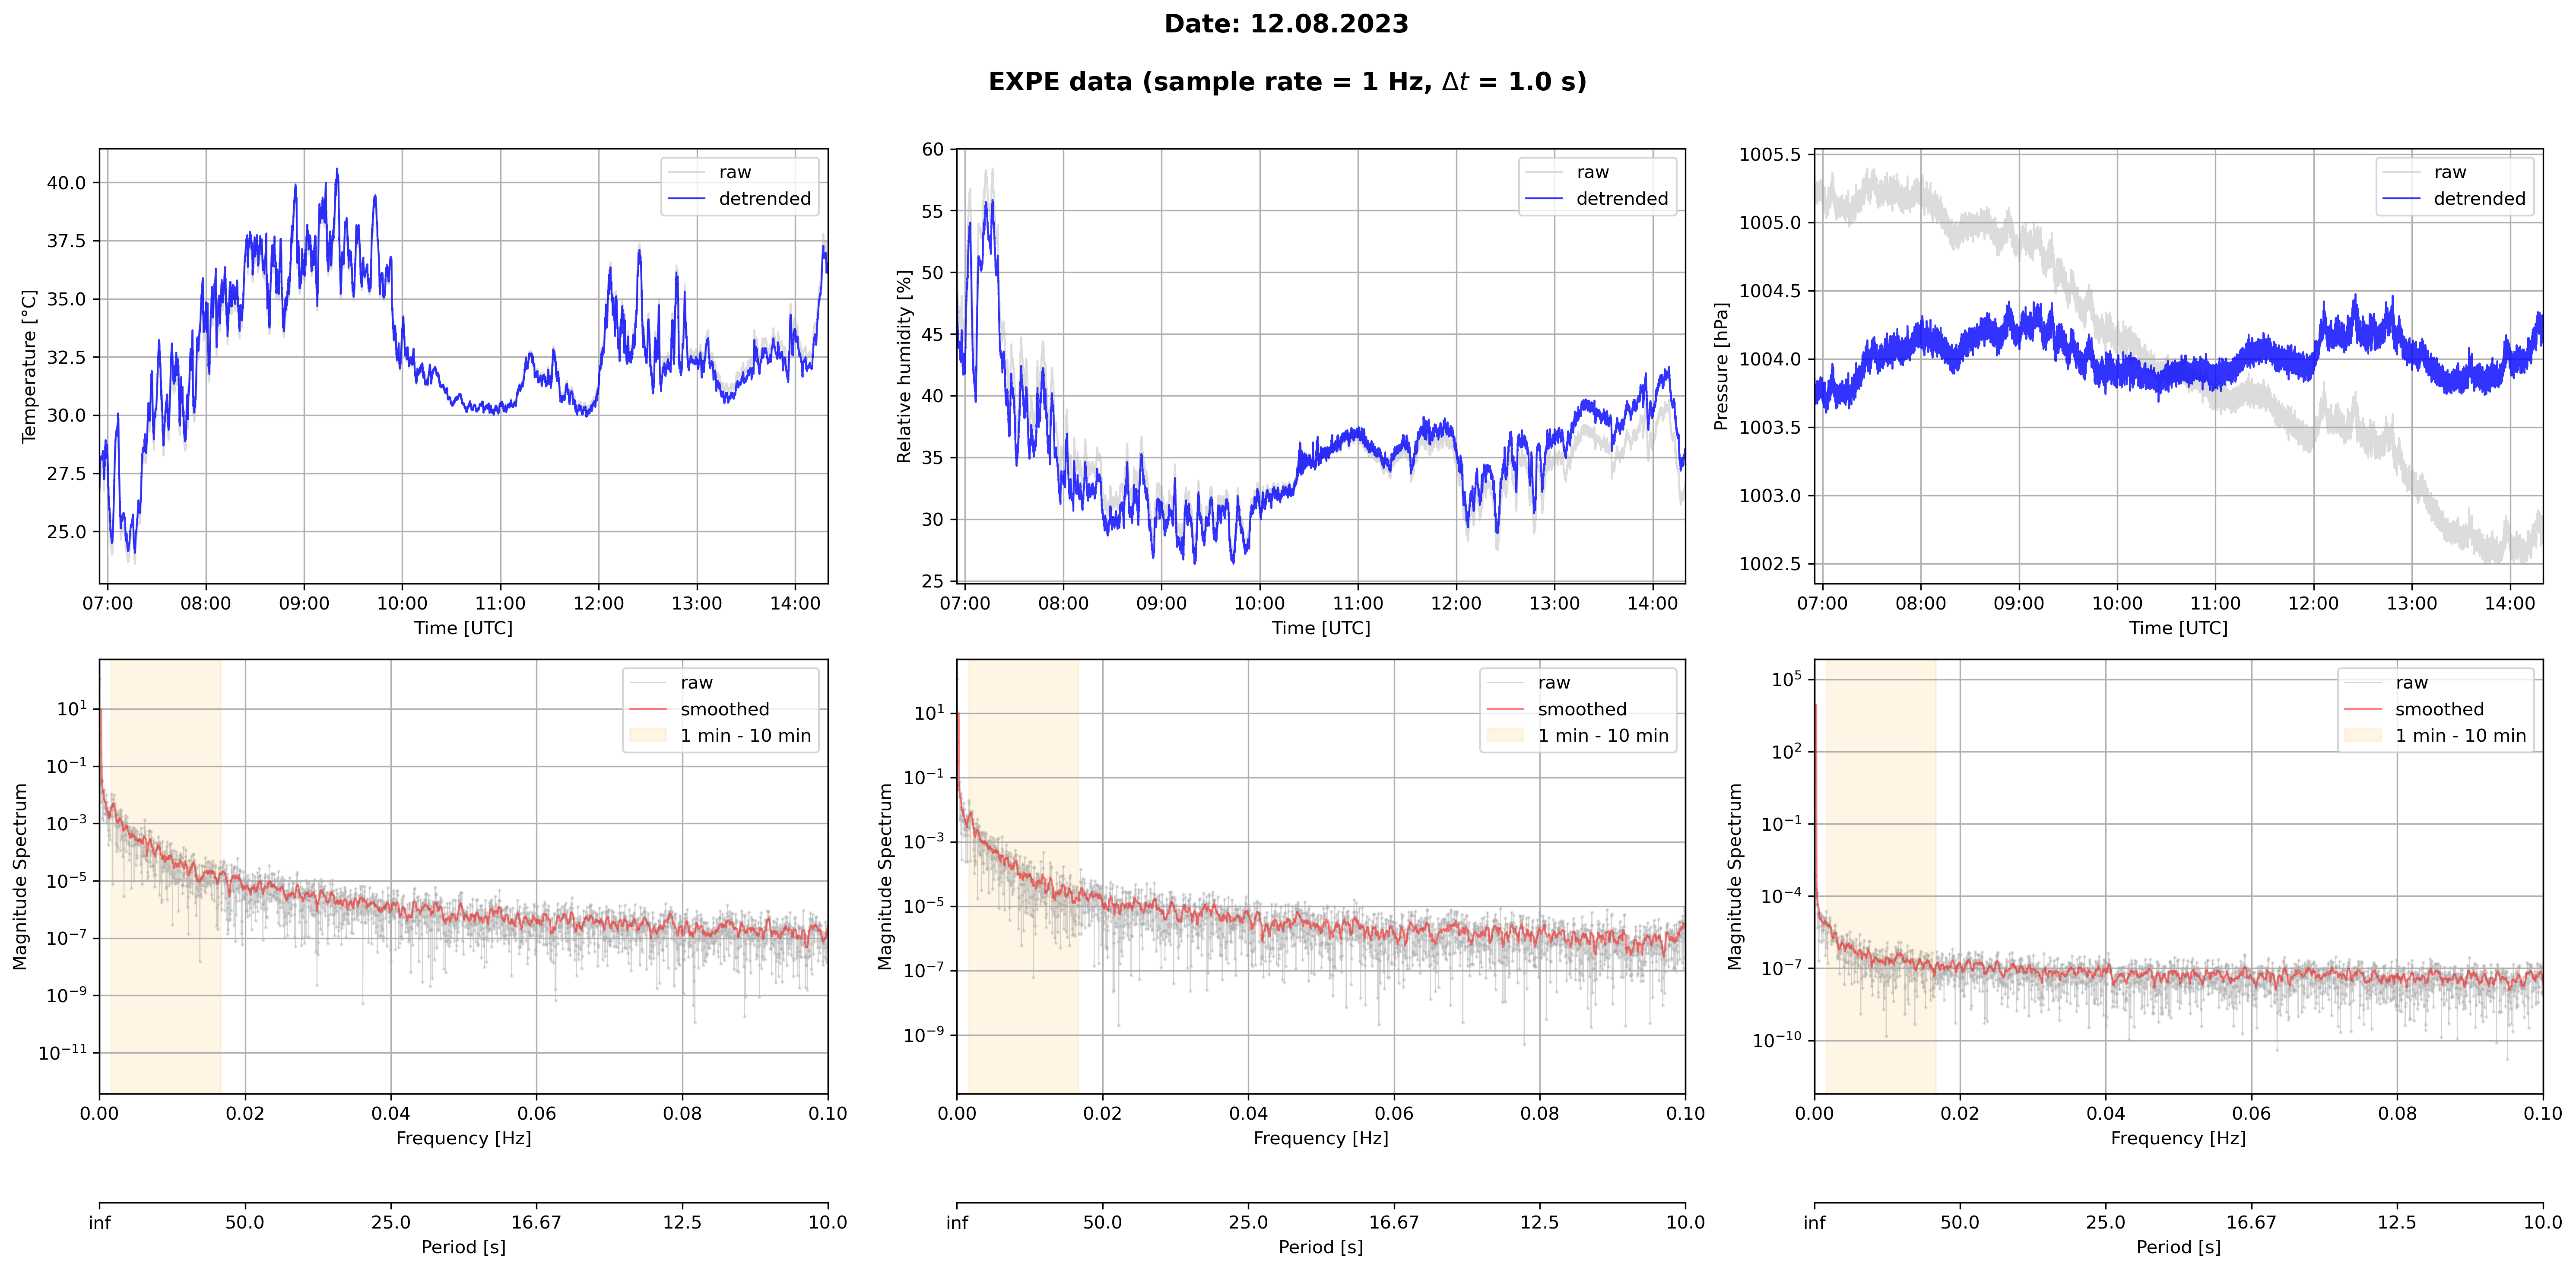 Date: 12.08.2023
EXPE data (sample rate = 1 Hz, Δt = 1.0 s)
Temperature [°C]
40.0
37.5
35.0
32.5
30.0
27.5
25.0
raw
detrended
07:00 08:00 09:00 10:00 11:00 12:00 13:00 14:00
Time [UTC]
Relative humidity [%]
60
55
50
45
40
35
30
25
raw
detrended
07:00 08:00 09:00 10:00 11:00 12:00 13:00 14:00
Time [UTC]
Pressure [hPa]
1005.5
1005.0
1004.5
1004.0
1003.5
1003.0
1002.5
raw
detrended
07:00 08:00 09:00 10:00 11:00 12:00 13:00 14:00
Time [UTC]
Magnitude Spectrum
10¹
10⁻¹
10⁻³
10⁻⁵
10⁻⁷
10⁻⁹
10⁻¹¹
raw
smoothed
1 min - 10 min
0.00 0.02 0.04 0.06 0.08 0.10
Frequency [Hz]
inf 50.0 25.0 16.67 12.5 10.0
Period [s]
Magnitude Spectrum
10¹
10⁻¹
10⁻³
10⁻⁵
10⁻⁷
10⁻⁹
raw
smoothed
1 min - 10 min
0.00 0.02 0.04 0.06 0.08 0.10
Frequency [Hz]
inf 50.0 25.0 16.67 12.5 10.0
Period [s]
Magnitude Spectrum
10⁵
10²
10⁻¹
10⁻⁴
10⁻⁷
10⁻¹⁰
raw
smoothed
1 min - 10 min
0.00 0.02 0.04 0.06 0.08 0.10
Frequency [Hz]
inf 50.0 25.0 16.67 12.5 10.0
Period [s]